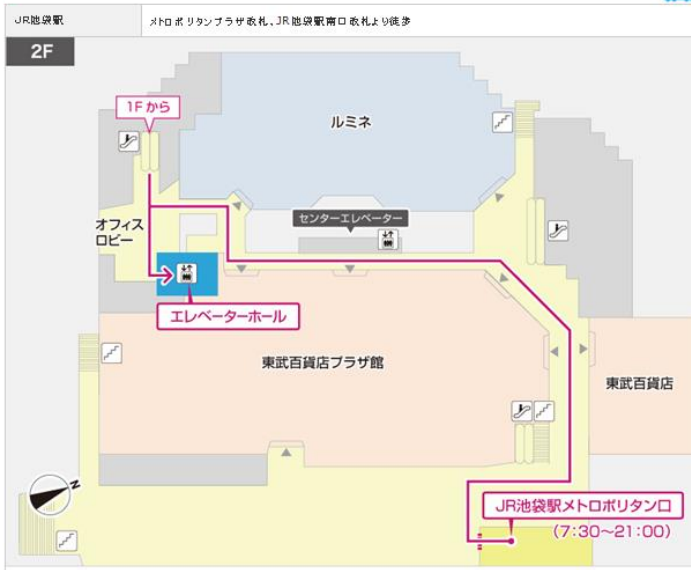 JR池袋駅
メトロポリタンプラザ改札、JR池袋駅南口改札より徒歩
2F
1Fから
ルミネ
オフィス
ロビー
センターエレベーター
エレベーターホール
東武百貨店プラザ館
東武百貨店
N
JR池袋駅メトロポリタン口
(7:30～21:00)